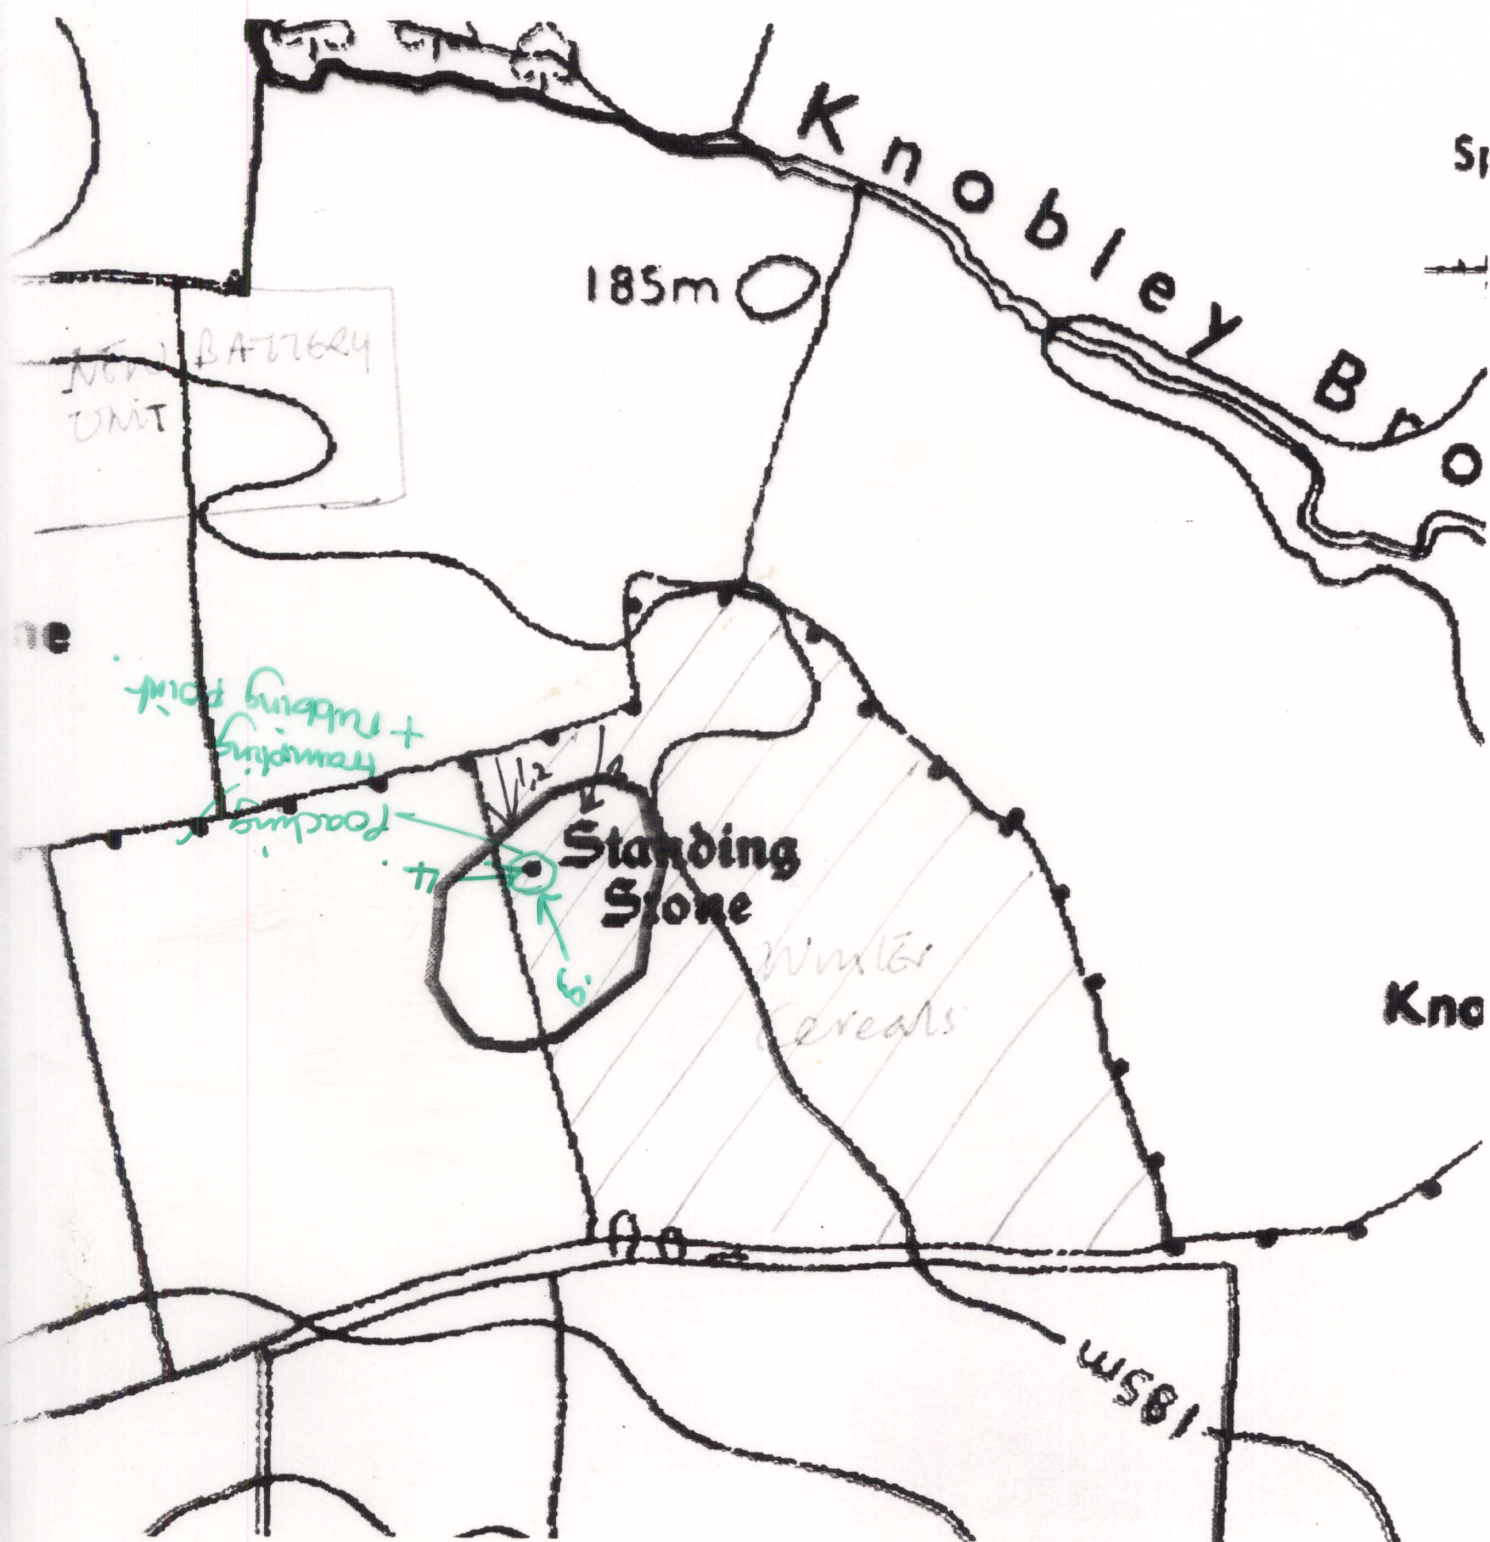 Knobley Bro
Sp
185m
NEW BATTERY
UNIT
ne
+ rubbing point
trampling
Poaching
1,2
4
Standing
Stone
3
Winter
Cereals
Kno
185m